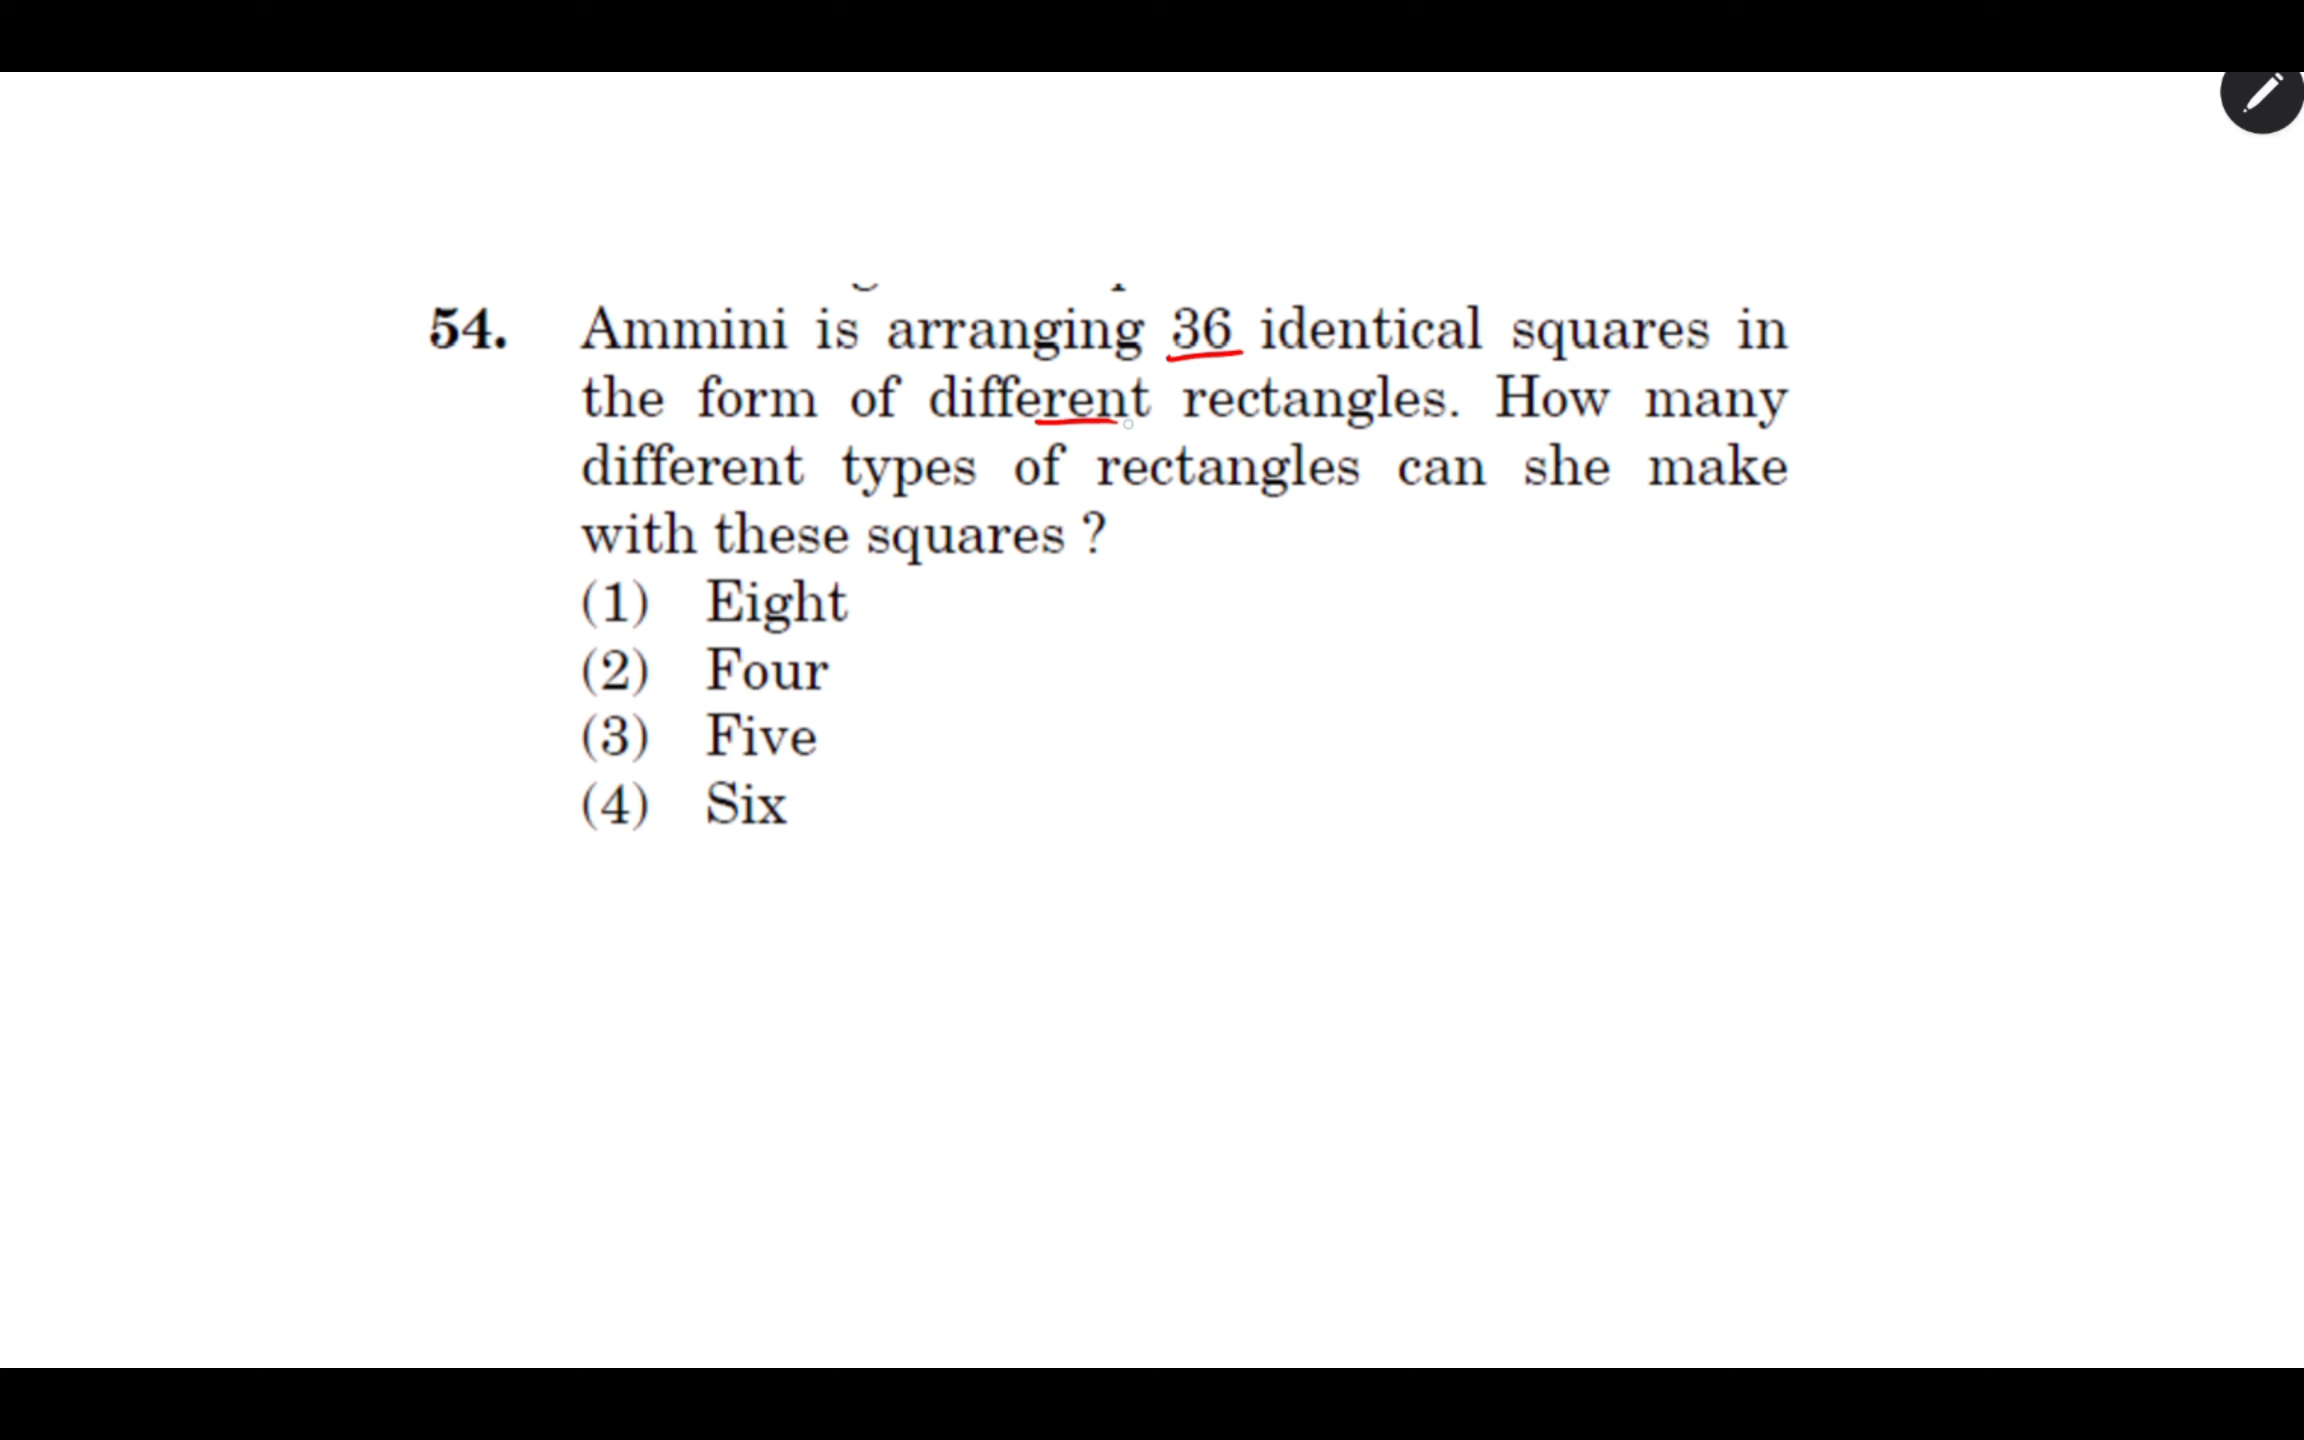 54. Ammini is arranging 36 identical squares in
the form of different rectangles. How many
different types of rectangles can she make
with these squares ?
(1) Eight
(2) Four
(3) Five
(4) Six